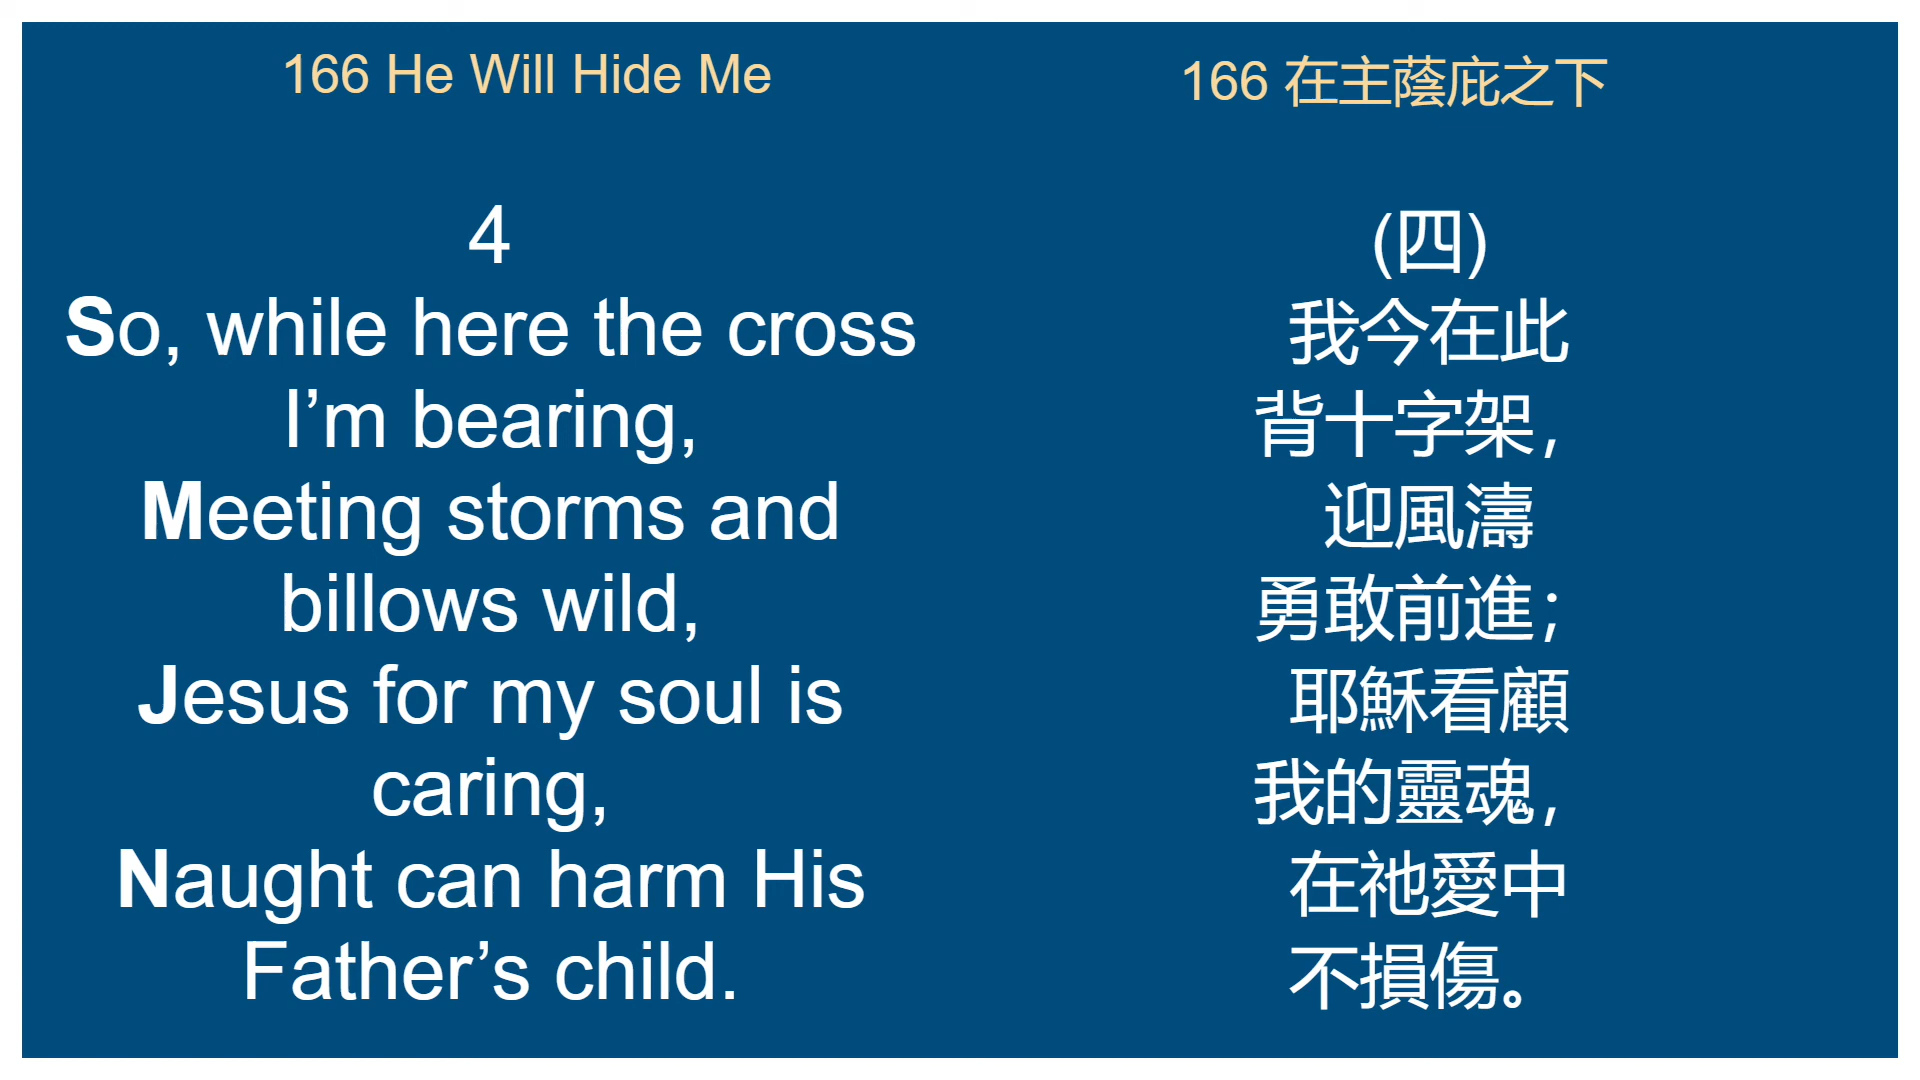 166 He Will Hide Me
4
So, while here the cross
I’m bearing,
Meeting storms and
billows wild,
Jesus for my soul is
caring,
Naught can harm His
Father’s child.
166 在主蔭庇之下
(四)
我今在此
背十字架，
迎風濤
勇敢前進；
耶穌看顧
我的靈魂，
在祂愛中
不損傷。